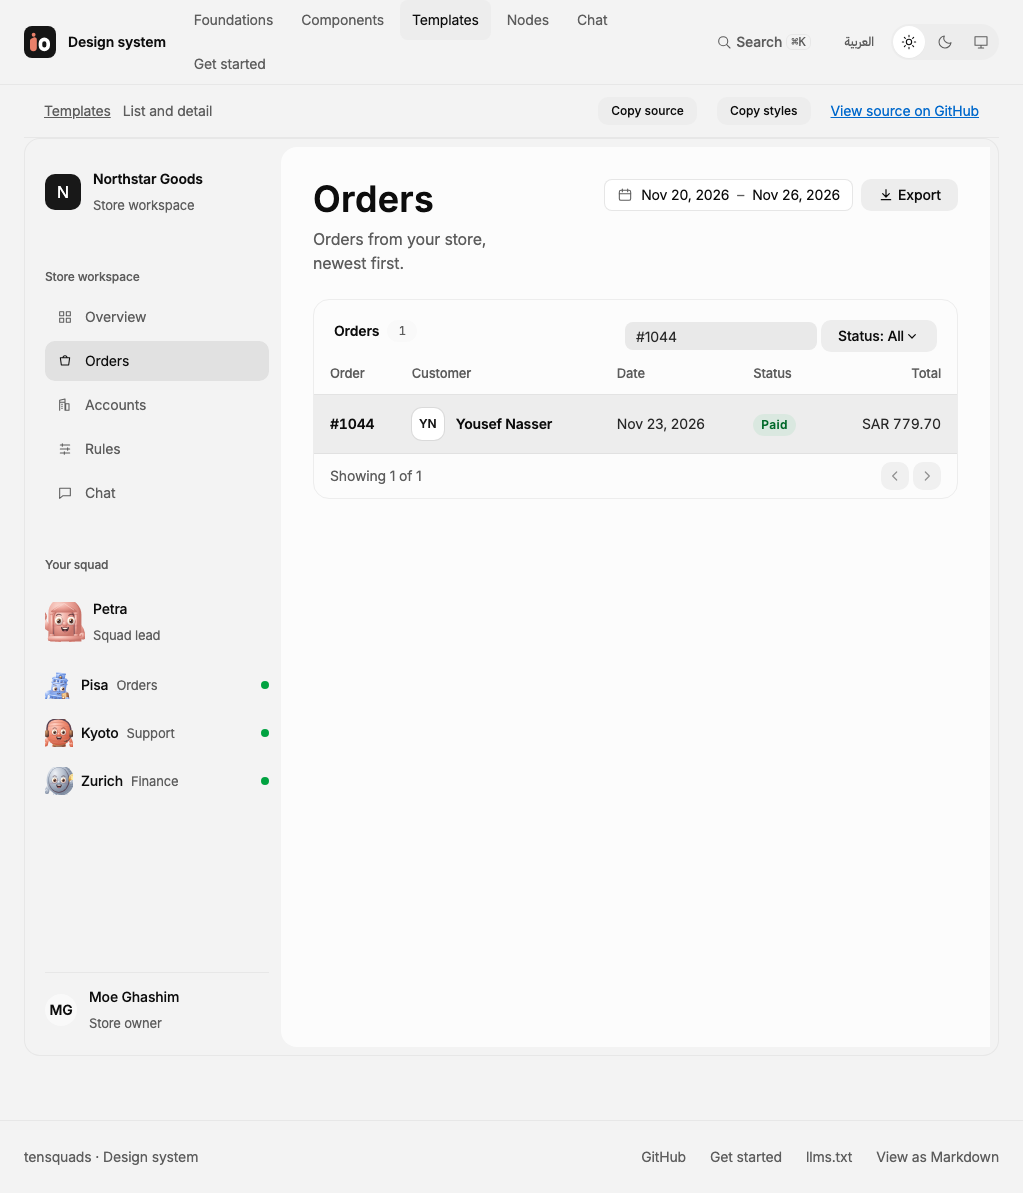 Design system
Foundations
Components
Templates
Nodes
Chat
Get started
Search ⌘K
العربية
Templates
List and detail
Copy source
Copy styles
View source on GitHub
N
Northstar Goods
Store workspace
Store workspace
Overview
Orders
Accounts
Rules
Chat
Your squad
Petra
Squad lead
Pisa Orders
Kyoto Support
Zurich Finance
MG
Moe Ghashim
Store owner
Orders
Orders from your store,
newest first.
Nov 20, 2026 – Nov 26, 2026
Export
Orders 1
#1044
Status: All
Order Customer Date Status Total
#1044 YN Yousef Nasser Nov 23, 2026 Paid SAR 779.70
Showing 1 of 1
tensquads · Design system
GitHub
Get started
llms.txt
View as Markdown